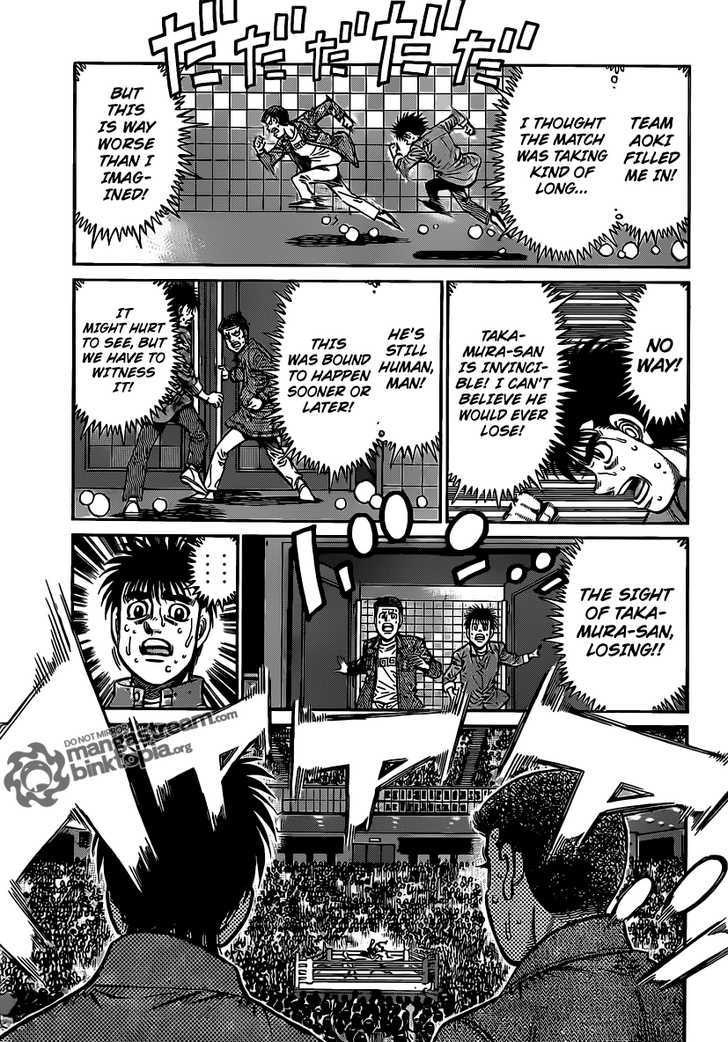 だだだだだ
TEAM
AOKI
FILLED
ME IN!
I THOUGHT
THE MATCH
WAS TAKING
KIND OF
LONG...
BUT
THIS
IS WAY
WORSE
THAN I
IMAG-
INED!
NO
WAY!
TAKA-
MURA-SAN
IS INVINCI-
BLE! I CAN'T
BELIEVE HE
WOULD EVER
LOSE!
HE'S
STILL
HUMAN,
MAN!
THIS
WAS BOUND
TO HAPPEN
SOONER OR
LATER!
IT
MIGHT HURT
TO SEE, BUT
WE HAVE TO
WITNESS
IT!
THE SIGHT
OF TAKA-
MURA-SAN,
LOSING!!
......
DO NOT MIRROR
mangastream.com
binktopia.org